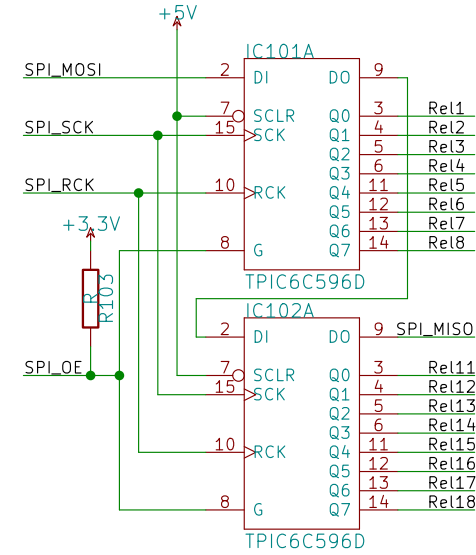 +5V
IC101A
SPI_MOSI 2 DI DO 9
7 SCLR Q0 3 Rel1
SPI_SCK 15 SCK Q1 4 Rel2
Q2 5 Rel3
Q3 6 Rel4
SPI_RCK 10 RCK Q4 11 Rel5
Q5 12 Rel6
+3,3V Q6 13 Rel7
8 G Q7 14 Rel8
TPIC6C596D
R R103
IC102A
2 DI DO 9 SPI_MISO
SPI_OE 7 SCLR Q0 3 Rel11
15 SCK Q1 4 Rel12
Q2 5 Rel13
Q3 6 Rel14
10 RCK Q4 11 Rel15
Q5 12 Rel16
Q6 13 Rel17
8 G Q7 14 Rel18
TPIC6C596D